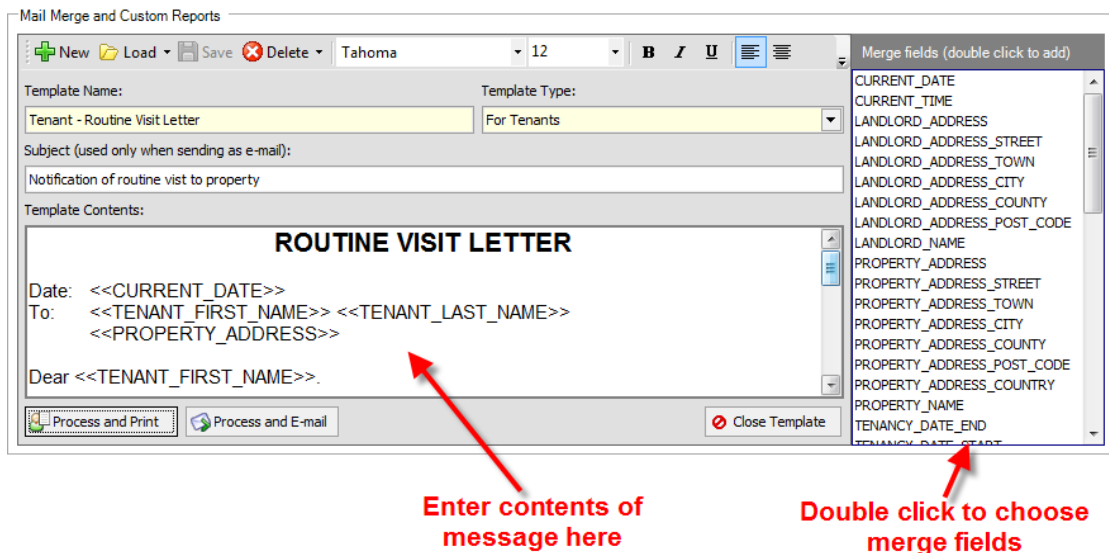 Mail Merge and Custom Reports
New Load Save Delete Tahoma 12 B I U
Merge fields (double click to add)
Template Name: Template Type:
Tenant - Routine Visit Letter For Tenants
Subject (used only when sending as e-mail):
Notification of routine vist to property
Template Contents:
ROUTINE VISIT LETTER
Date: <<CURRENT_DATE>>
To: <<TENANT_FIRST_NAME>> <<TENANT_LAST_NAME>>
<<PROPERTY_ADDRESS>>
Dear <<TENANT_FIRST_NAME>>.
Process and Print Process and E-mail Close Template
CURRENT_DATE
CURRENT_TIME
LANDLORD_ADDRESS
LANDLORD_ADDRESS_STREET
LANDLORD_ADDRESS_TOWN
LANDLORD_ADDRESS_CITY
LANDLORD_ADDRESS_COUNTY
LANDLORD_ADDRESS_POST_CODE
LANDLORD_NAME
PROPERTY_ADDRESS
PROPERTY_ADDRESS_STREET
PROPERTY_ADDRESS_TOWN
PROPERTY_ADDRESS_CITY
PROPERTY_ADDRESS_COUNTY
PROPERTY_ADDRESS_POST_CODE
PROPERTY_ADDRESS_COUNTRY
PROPERTY_NAME
TENANCY_DATE_END
TENANCY_DATE_START
Enter contents of
message here
Double click to choose
merge fields